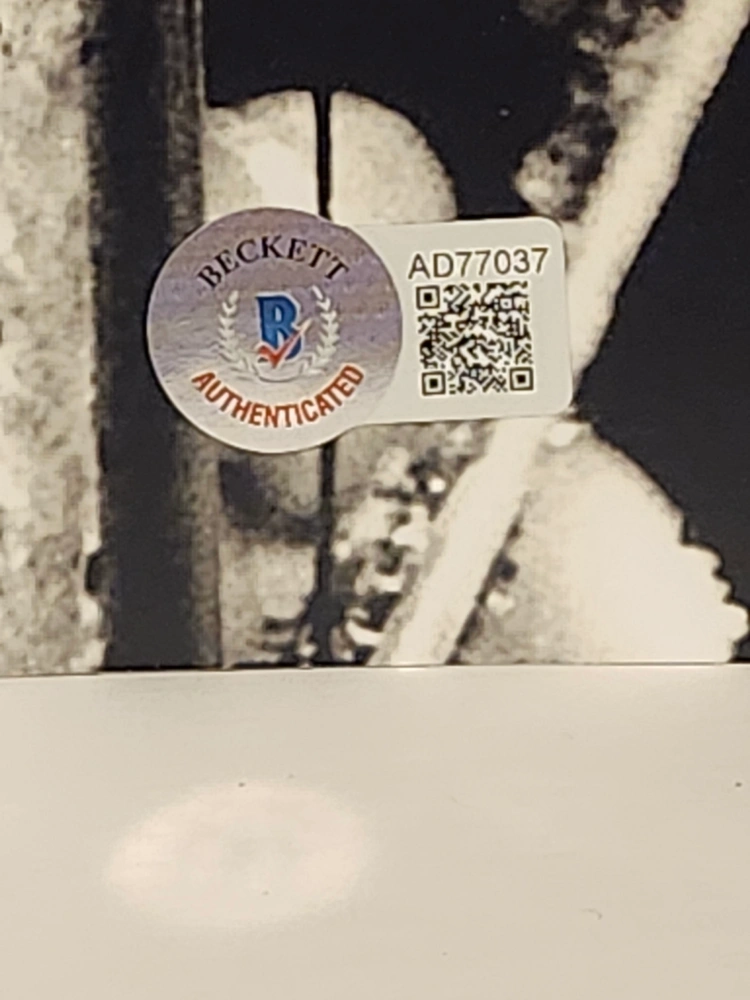 BECKETT
B
AUTHENTICATED
AD77037